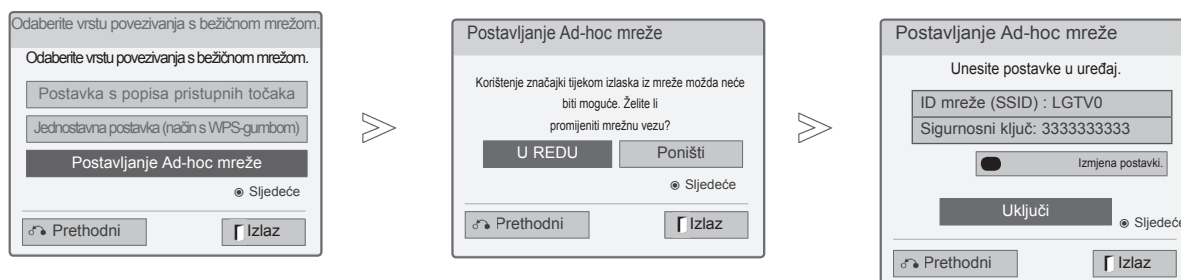 Odaberite vrstu povezivanja s bežičnom mrežom.
Odaberite vrstu povezivanja s bežičnom mrežom.
Postavka s popisa pristupnih točaka
Jednostavna postavka (način s WPS-gumbom)
Postavljanje Ad-hoc mreže
Sljedeće
Prethodni
Izlaz
Postavljanje Ad-hoc mreže
Korištenje značajki tijekom izlaska iz mreže možda neće
biti moguće. Želite li
promijeniti mrežnu vezu?
U REDU
Poništi
Sljedeće
Prethodni
Izlaz
Postavljanje Ad-hoc mreže
Unesite postavke u uređaj.
ID mreže (SSID) : LGTV0
Sigurnosni ključ: 3333333333
Izmjena postavki.
Uključi
Sljedeće
Prethodni
Izlaz